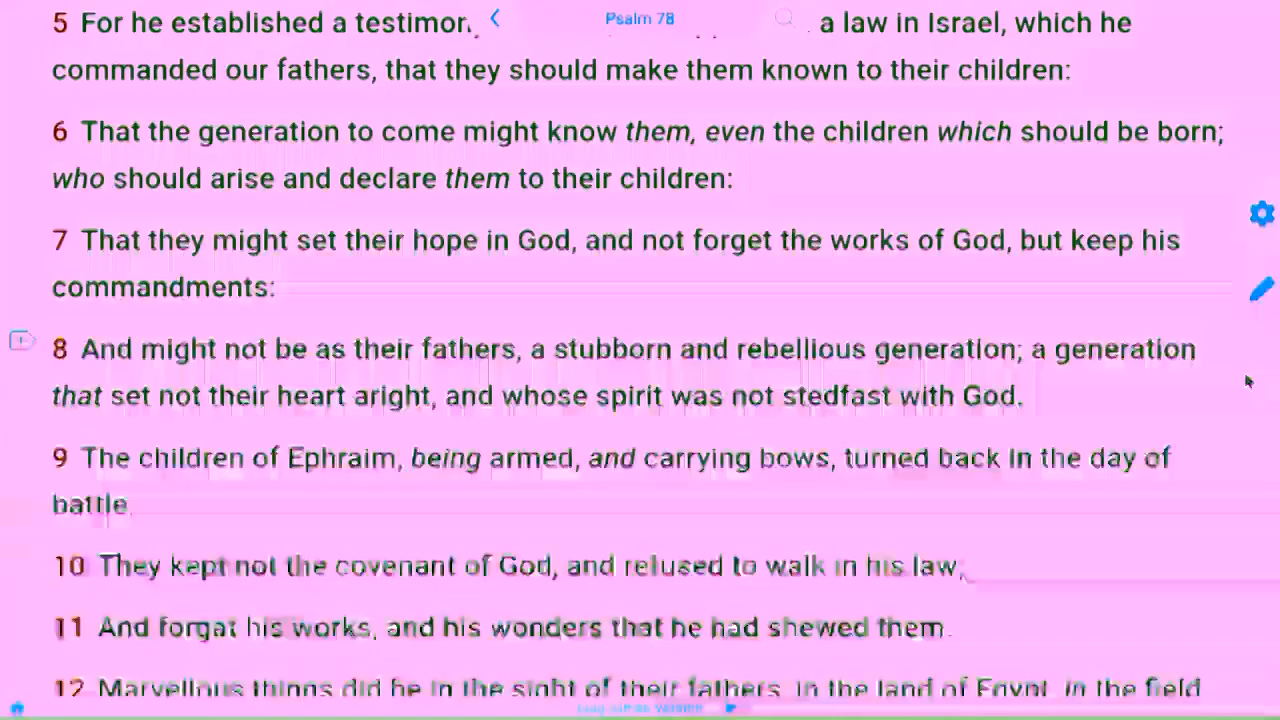 Psalm 78
5 For he established a testimon a law in Israel, which he
commanded our fathers, that they should make them known to their children:
6 That the generation to come might know them, even the children which should be born;
who should arise and declare them to their children:
7 That they might set their hope in God, and not forget the works of God, but keep his
commandments:
8 And might not be as their fathers, a stubborn and rebellious generation; a generation
that set not their heart aright, and whose spirit was not stedfast with God.
9 The children of Ephraim, being armed, and carrying bows, turned back in the day of
battle.
10 They kept not the covenant of God, and refused to walk in his law;
11 And forgat his works, and his wonders that he had shewed them.
12 Marvellous things did he in the sight of their fathers, in the land of Egypt, in the field